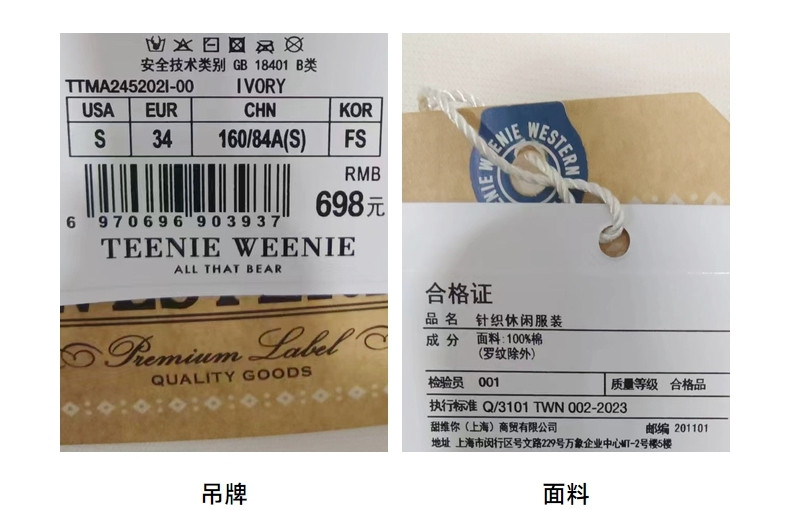 安全技术类别 GB 18401 B类
TTMA245202I-00 IVORY
USA EUR CHN KOR
S 34 160/84A(S) FS
RMB
698元
6 970696 903937
TEENIE WEENIE
ALL THAT BEAR
Premium Label
QUALITY GOODS
吊牌
WEENIE WESTERN
合格证
品 名 针织休闲服装
成 分 面料:100%棉
(罗纹除外)
检验员 001 质量等级 合格品
执行标准 Q/3101 TWN 002-2023
甜维你（上海）商贸有限公司 邮编 201101
地址 上海市闵行区号文路229号万象企业中心MT-2号楼5楼
面料